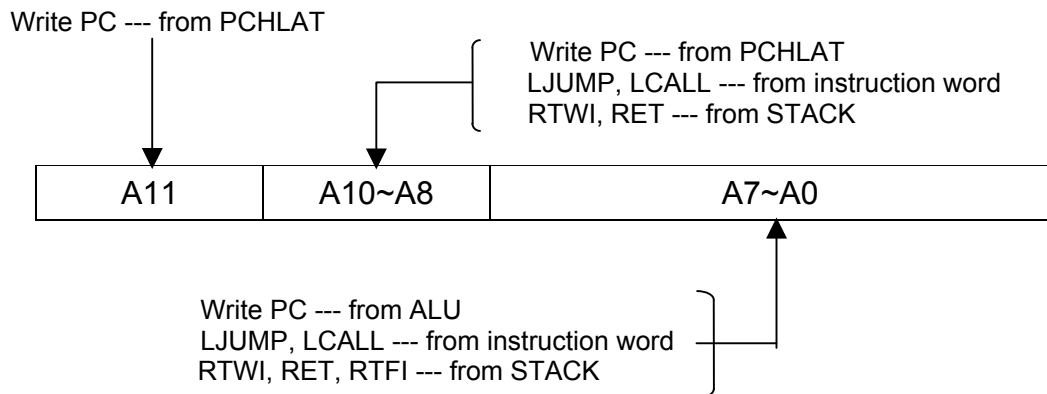 Write PC --- from PCHLAT
Write PC --- from PCHLAT
LJUMP, LCALL --- from instruction word
RTWI, RET --- from STACK
A11 A10~A8 A7~A0
Write PC --- from ALU
LJUMP, LCALL --- from instruction word
RTWI, RET, RTFI --- from STACK